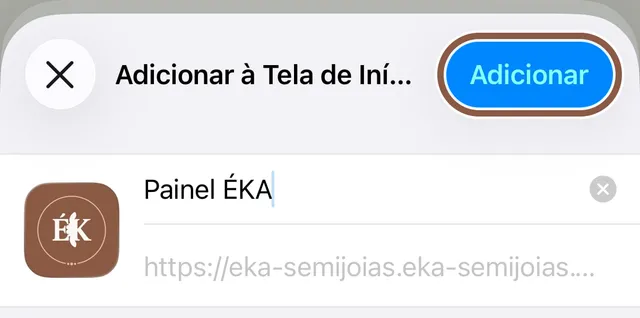 Adicionar à Tela de Iní...
Adicionar
Painel ÉKA
ÉK
https://eka-semijoias.eka-semijoias....